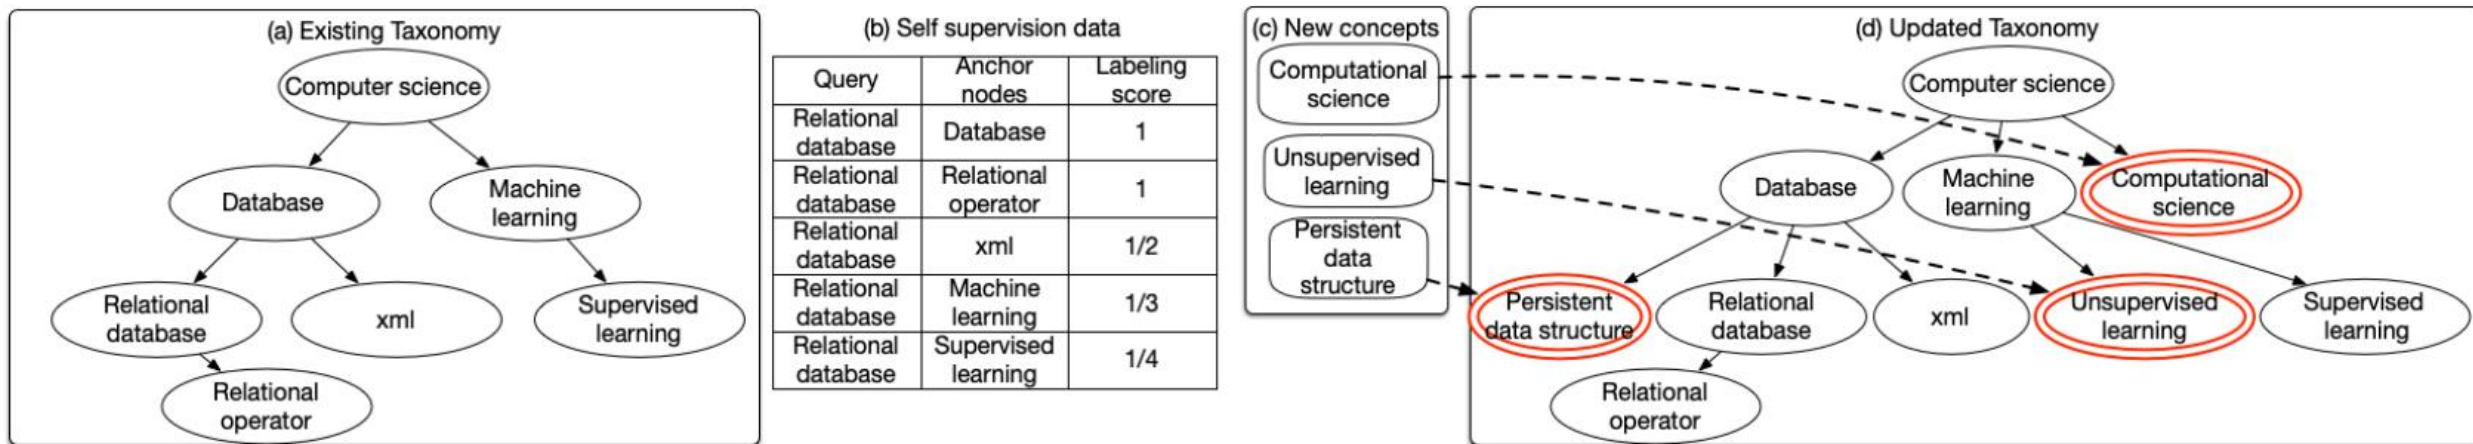 (a) Existing Taxonomy
Computer science
Database
Machine
learning
Relational
database
xml
Supervised
learning
Relational
operator
(b) Self supervision data
Query
Anchor
nodes
Labeling
score
Relational
database
Database
1
Relational
database
Relational
operator
1
Relational
database
xml
1/2
Relational
database
Machine
learning
1/3
Relational
database
Supervised
learning
1/4
(c) New concepts
Computational
science
Unsupervised
learning
Persistent
data
structure
(d) Updated Taxonomy
Computer science
Database
Machine
learning
Computational
science
Persistent
data structure
Relational
database
xml
Unsupervised
learning
Supervised
learning
Relational
operator